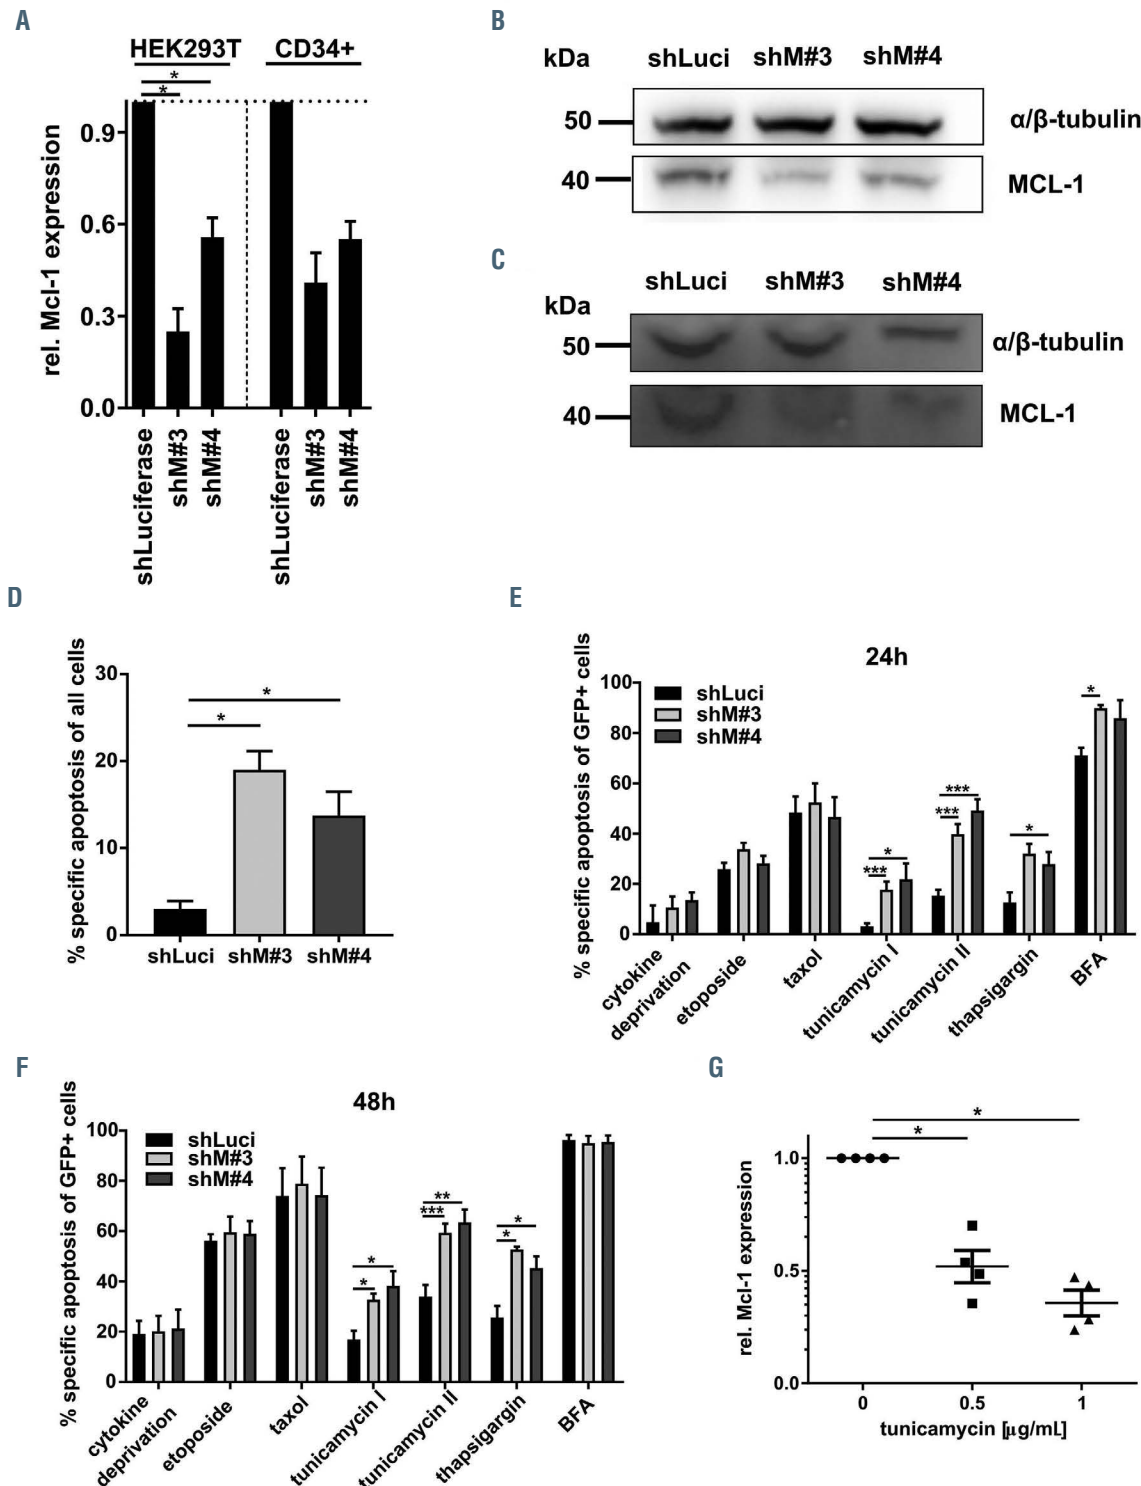 A
HEK293T CD34+
* 
*
rel. Mcl-1 expression
0.9
0.6
0.3
0.0
shLuciferase
shM#3
shM#4
shLuciferase
shM#3
shM#4
B
kDa shLuci shM#3 shM#4
50 α/β-tubulin
40 MCL-1
C
kDa shLuci shM#3 shM#4
50 α/β-tubulin
40 MCL-1
D
% specific apoptosis of all cells
30
20
10
0
*
*
shLuci shM#3 shM#4
E
24h
% specific apoptosis of GFP+ cells
100
80
60
40
20
0
shLuci
shM#3
shM#4
***
*
***
***
*
*
cytokine
deprivation
etoposide
taxol
tunicamycin I
tunicamycin II
thapsigargin
BFA
F
48h
% specific apoptosis of GFP+ cells
100
80
60
40
20
0
shLuci
shM#3
shM#4
*
*
***
**
*
*
cytokine
deprivation
etoposide
taxol
tunicamycin I
tunicamycin II
thapsigargin
BFA
G
*
*
rel. Mcl-1 expression
1.0
0.5
0.0
0 0.5 1
tunicamycin [μg/mL]